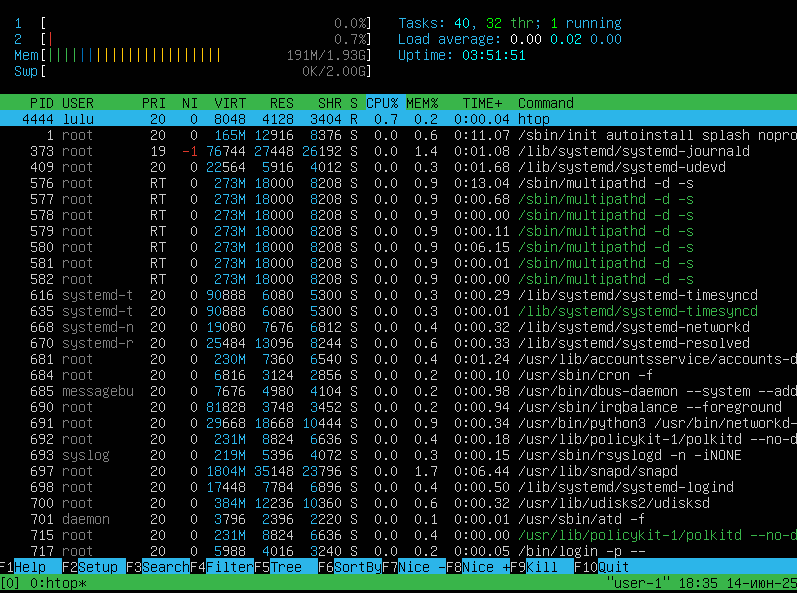 1 [ 0.0%] Tasks: 40, 32 thr; 1 running
2 [| 0.7%] Load average: 0.00 0.02 0.00
Mem[|||||||||||||||||||||| 191M/1.93G] Uptime: 03:51:51
Swp[ 0K/2.00G]
PID USER PRI NI VIRT RES SHR S CPU% MEM% TIME+ Command
4444 lulu 20 0 8048 4128 3404 R 0.7 0.2 0:00.04 htop
1 root 20 0 165M 12916 8376 S 0.0 0.6 0:11.07 /sbin/init autoinstall splash nopro
373 root 19 -1 76744 27448 26192 S 0.0 1.4 0:01.08 /lib/systemd/systemd-journald
409 root 20 0 22564 5916 4012 S 0.0 0.3 0:01.68 /lib/systemd/systemd-udevd
576 root RT 0 273M 18000 8208 S 0.0 0.9 0:13.04 /sbin/multipathd -d -s
577 root RT 0 273M 18000 8208 S 0.0 0.9 0:00.68 /sbin/multipathd -d -s
578 root RT 0 273M 18000 8208 S 0.0 0.9 0:00.00 /sbin/multipathd -d -s
579 root RT 0 273M 18000 8208 S 0.0 0.9 0:00.11 /sbin/multipathd -d -s
580 root RT 0 273M 18000 8208 S 0.0 0.9 0:06.15 /sbin/multipathd -d -s
581 root RT 0 273M 18000 8208 S 0.0 0.9 0:00.01 /sbin/multipathd -d -s
582 root RT 0 273M 18000 8208 S 0.0 0.9 0:00.00 /sbin/multipathd -d -s
616 systemd-t 20 0 90888 6080 5300 S 0.0 0.3 0:00.29 /lib/systemd/systemd-timesyncd
635 systemd-t 20 0 90888 6080 5300 S 0.0 0.3 0:00.01 /lib/systemd/systemd-timesyncd
668 systemd-n 20 0 19080 7676 6812 S 0.0 0.4 0:00.32 /lib/systemd/systemd-networkd
670 systemd-r 20 0 25484 13096 8244 S 0.0 0.6 0:00.33 /lib/systemd/systemd-resolved
681 root 20 0 230M 7360 6540 S 0.0 0.4 0:01.24 /usr/lib/accountsservice/accounts-d
684 root 20 0 6816 3124 2856 S 0.0 0.2 0:00.10 /usr/sbin/cron -f
685 messagebu 20 0 7676 4980 4104 S 0.0 0.2 0:00.98 /usr/bin/dbus-daemon --system --add
690 root 20 0 81828 3748 3452 S 0.0 0.2 0:00.94 /usr/sbin/irqbalance --foreground
691 root 20 0 29668 18668 10444 S 0.0 0.9 0:00.34 /usr/bin/python3 /usr/bin/networkd-
692 root 20 0 231M 8824 6636 S 0.0 0.4 0:00.18 /usr/lib/policykit-1/polkitd --no-d
693 syslog 20 0 219M 5396 4072 S 0.0 0.3 0:00.15 /usr/sbin/rsyslogd -n -iNONE
697 root 20 0 1804M 35148 23796 S 0.0 1.7 0:06.44 /usr/lib/snapd/snapd
698 root 20 0 17448 7784 6896 S 0.0 0.4 0:00.50 /lib/systemd/systemd-logind
700 root 20 0 384M 12236 10360 S 0.0 0.6 0:00.32 /usr/lib/udisks2/udisksd
701 daemon 20 0 3796 2396 2220 S 0.0 0.1 0:00.01 /usr/sbin/atd -f
715 root 20 0 231M 8824 6636 S 0.0 0.4 0:00.00 /usr/lib/policykit-1/polkitd --no-d
717 root 20 0 5988 4016 3240 S 0.0 0.2 0:00.05 /bin/login -p --
F1Help F2Setup F3SearchF4FilterF5Tree F6SortByF7Nice -F8Nice +F9Kill F10Quit
[0] 0:htop* "user-1" 18:35 14-июн-25